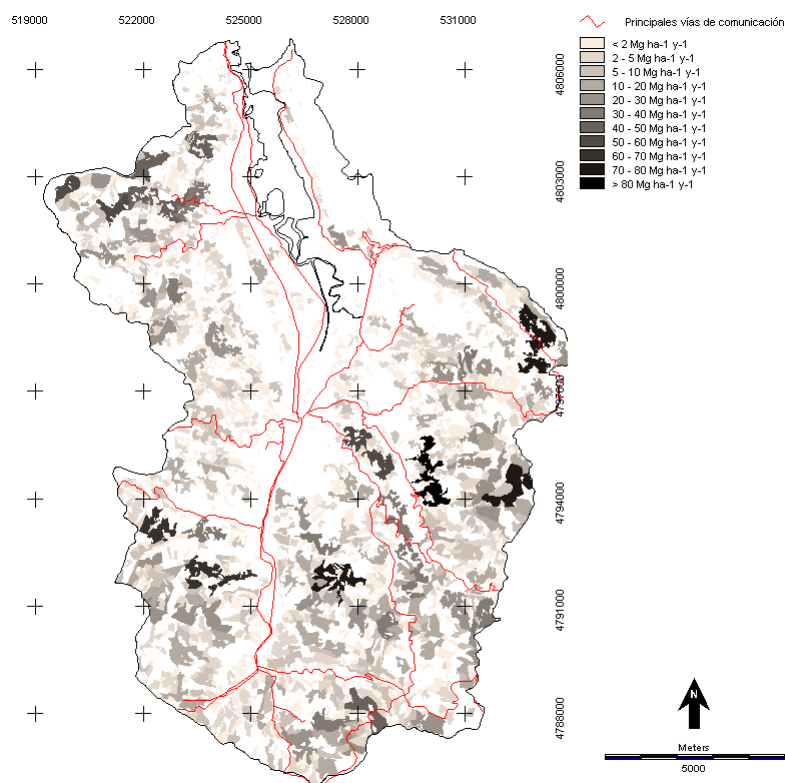 519000
522000
525000
528000
531000
Principales vías de comunicación
< 2 Mg ha-1 y-1
2 - 5 Mg ha-1 y-1
5 - 10 Mg ha-1 y-1
10 - 20 Mg ha-1 y-1
20 - 30 Mg ha-1 y-1
30 - 40 Mg ha-1 y-1
40 - 50 Mg ha-1 y-1
50 - 60 Mg ha-1 y-1
60 - 70 Mg ha-1 y-1
70 - 80 Mg ha-1 y-1
> 80 Mg ha-1 y-1
4806000
4803000
4800000
4797000
4794000
4791000
4788000
N
Meters
5000